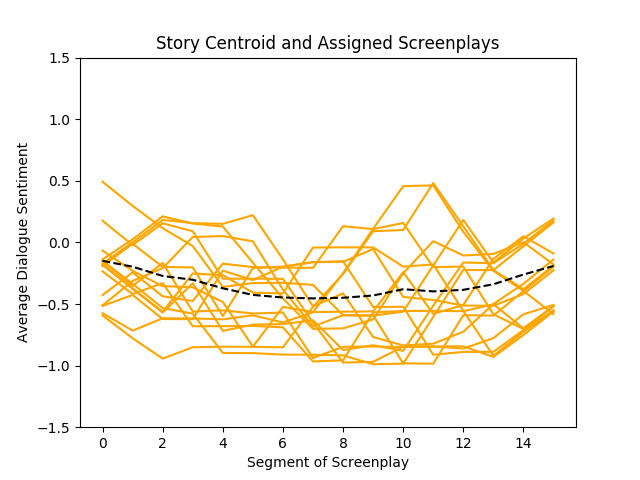 Story Centroid and Assigned Screenplays
1.5
1.0
0.5
0.0
−0.5
−1.0
−1.5
Average Dialogue Sentiment
0 2 4 6 8 10 12 14
Segment of Screenplay